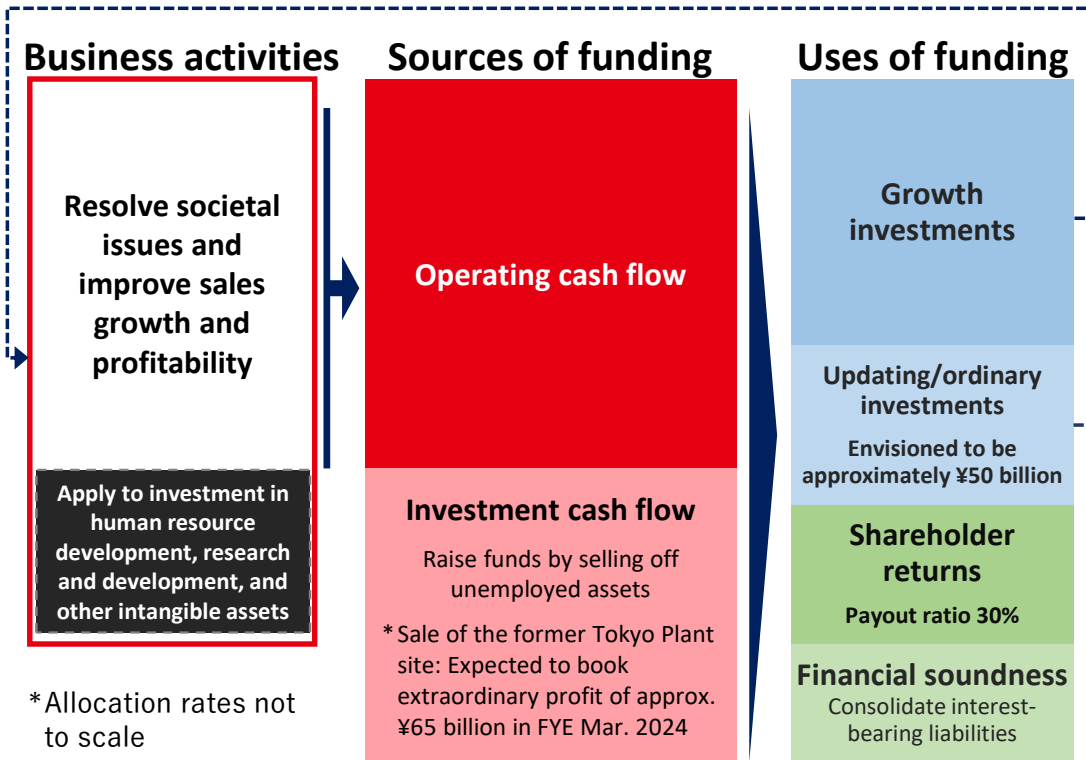 Business activities
Resolve societal
issues and
improve sales
growth and
profitability
Apply to investment in
human resource
development, research
and development, and
other intangible assets
*Allocation rates not
to scale
Sources of funding
Operating cash flow
Investment cash flow
Raise funds by selling off
unemployed assets
* Sale of the former Tokyo Plant
site: Expected to book
extraordinary profit of approx.
¥65 billion in FYE Mar. 2024
Uses of funding
Growth
investments
Updating/ordinary
investments
Envisioned to be
approximately ¥50 billion
Shareholder
returns
Payout ratio 30%
Financial soundness
Consolidate interest-
bearing liabilities